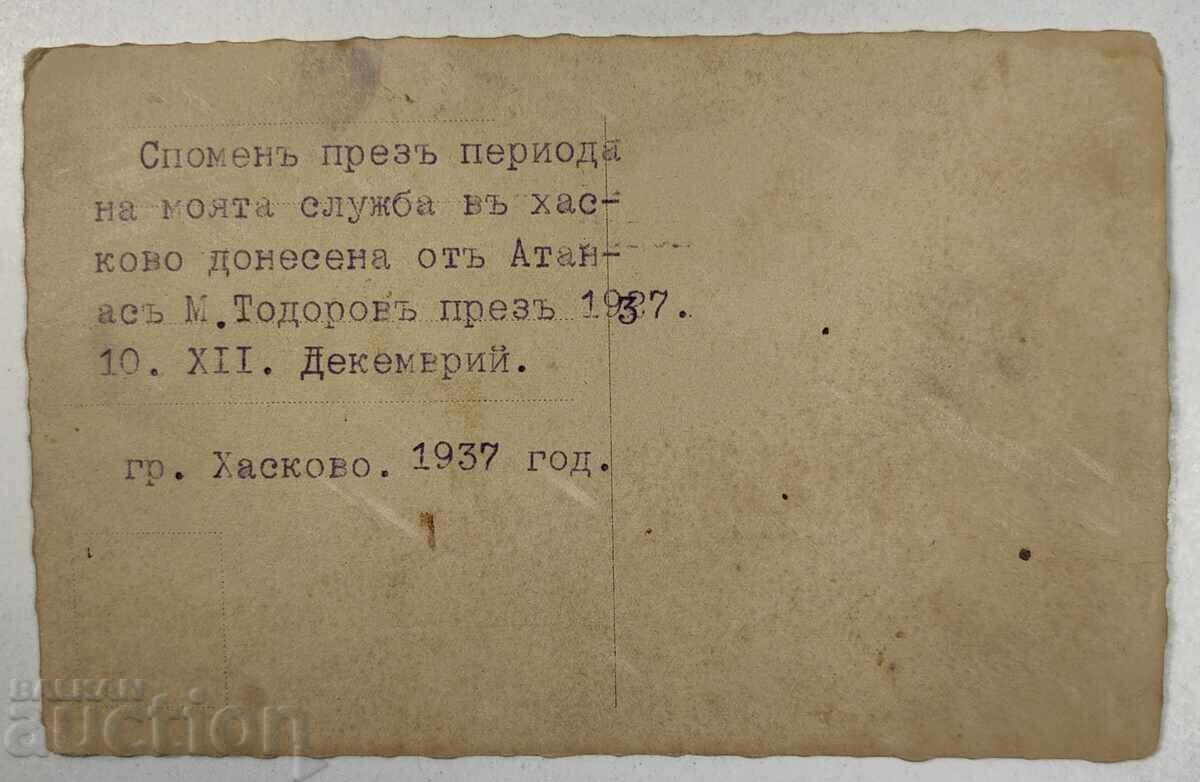 Споменъ презъ периода
на моята служба въ хас-
ково донесена отъ Атан-
асъ М.Тодоровъ презъ 1937.
10. XII. Декемврий.
гр. Хасково. 1937 год.
BALKAN
auction